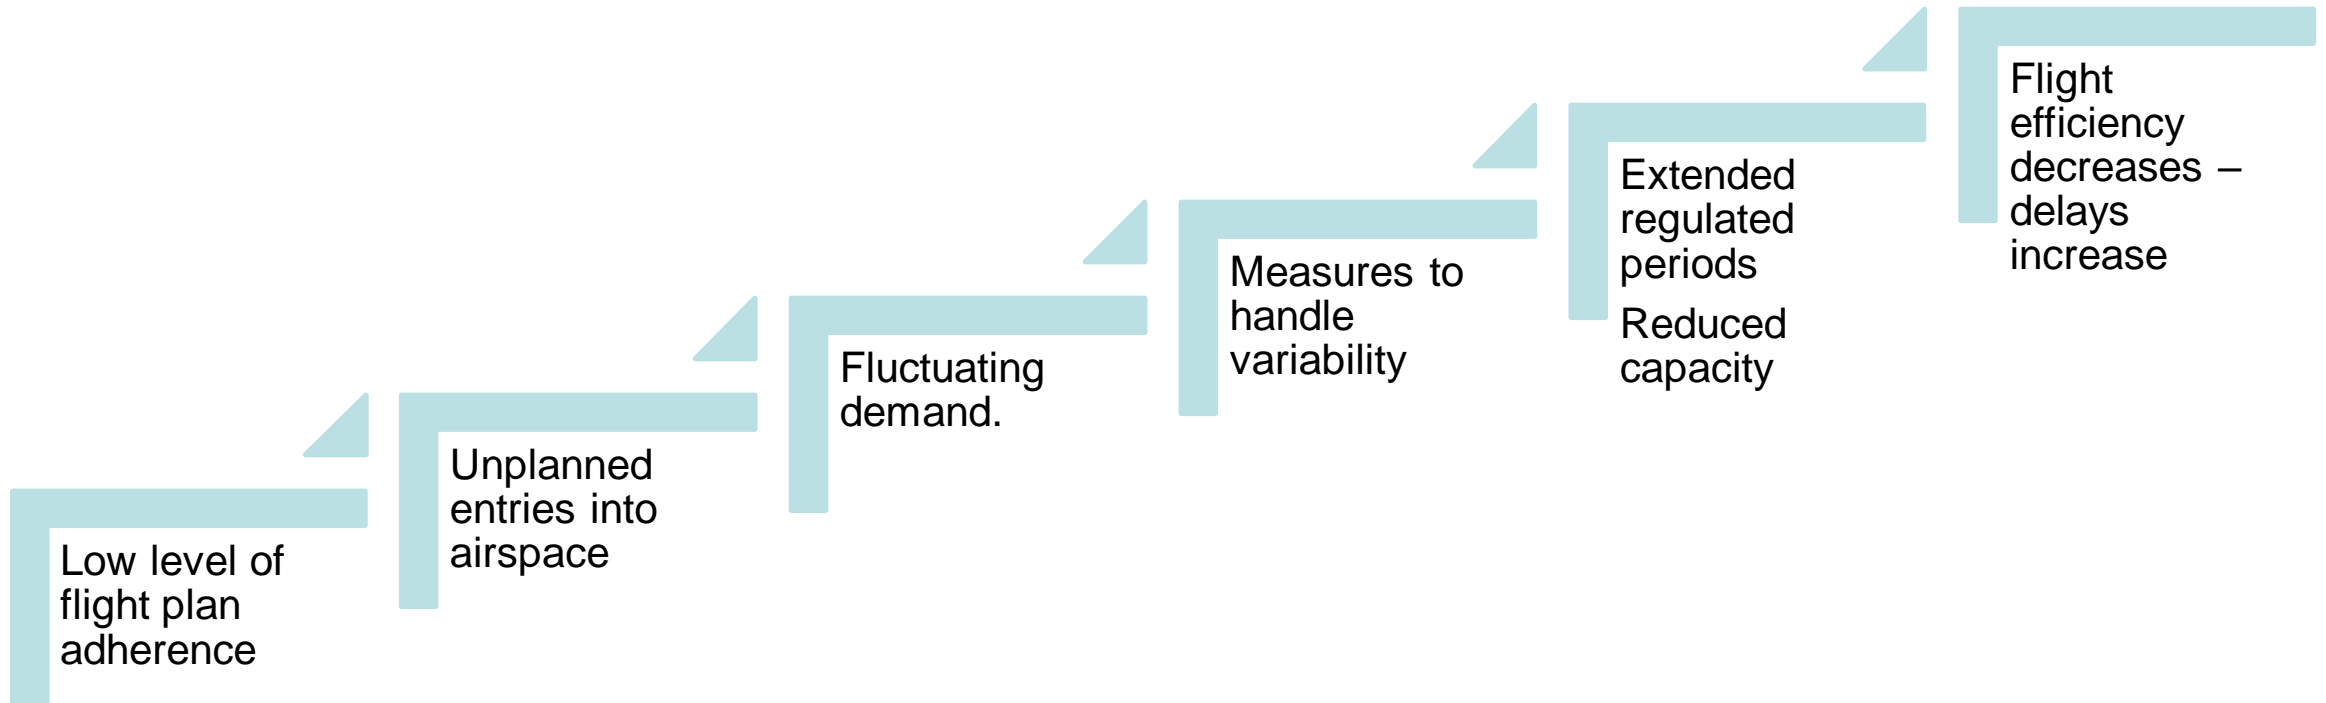 Low level of
flight plan
adherence
Unplanned
entries into
airspace
Fluctuating
demand.
Measures to
handle
variability
Extended
regulated
periods
Reduced
capacity
Flight
efficiency
decreases –
delays
increase